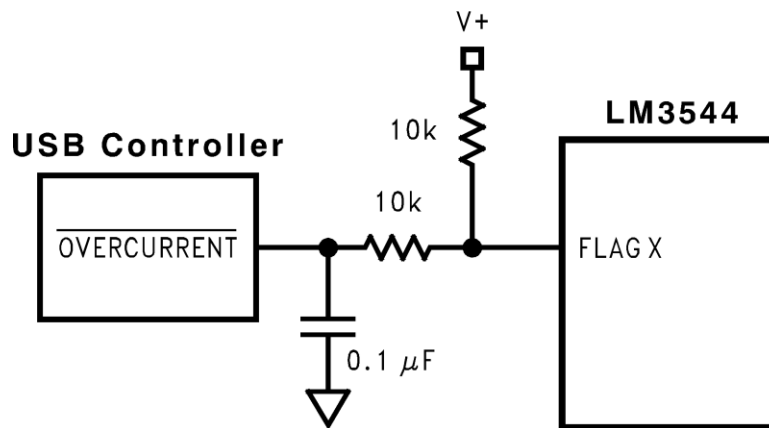 V+
LM3544
10k
USB Controller
10k
OVERCURRENT
FLAG X
0.1 μF